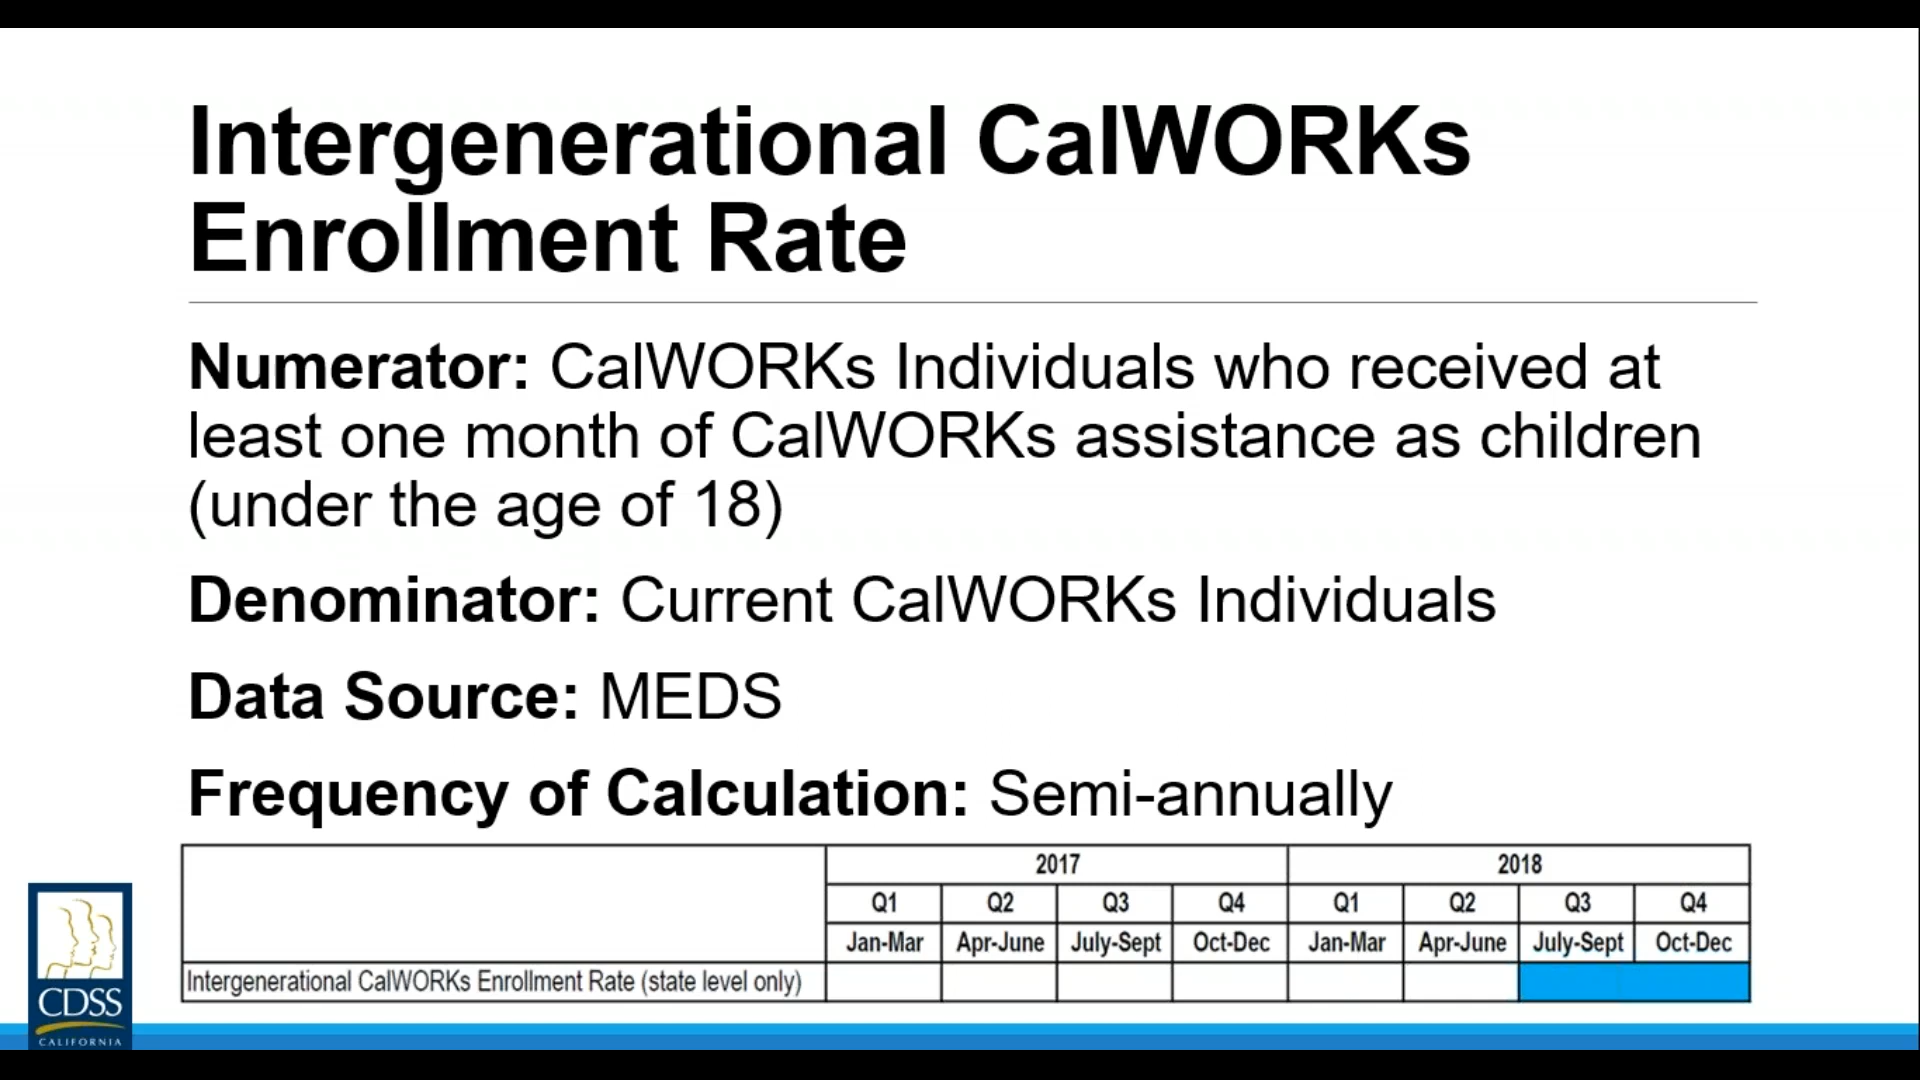 Intergenerational CalWORKs
Enrollment Rate
Numerator: CalWORKs Individuals who received at
least one month of CalWORKs assistance as children
(under the age of 18)
Denominator: Current CalWORKs Individuals
Data Source: MEDS
Frequency of Calculation: Semi-annually
2017 2018
Q1 Q2 Q3 Q4 Q1 Q2 Q3 Q4
Jan-Mar Apr-June July-Sept Oct-Dec Jan-Mar Apr-June July-Sept Oct-Dec
Intergenerational CalWORKs Enrollment Rate (state level only)
CDSS
CALIFORNIA